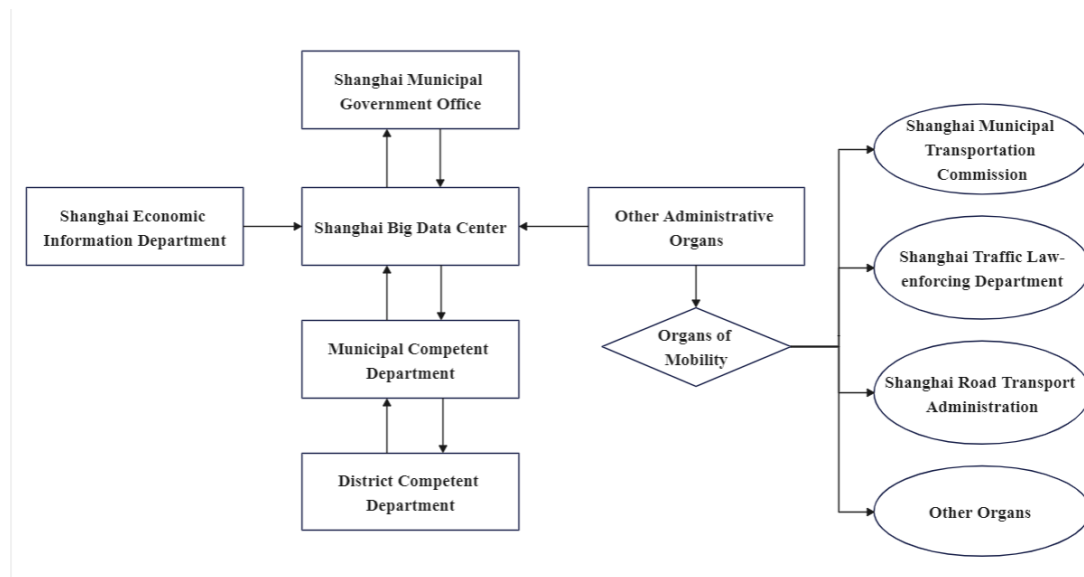 Shanghai Municipal
Government Office
Shanghai Economic
Information Department
Shanghai Big Data Center
Other Administrative
Organs
Municipal Competent
Department
District Competent
Department
Organs of
Mobility
Shanghai Municipal
Transportation
Commission
Shanghai Traffic Law-
enforcing Department
Shanghai Road Transport
Administration
Other Organs